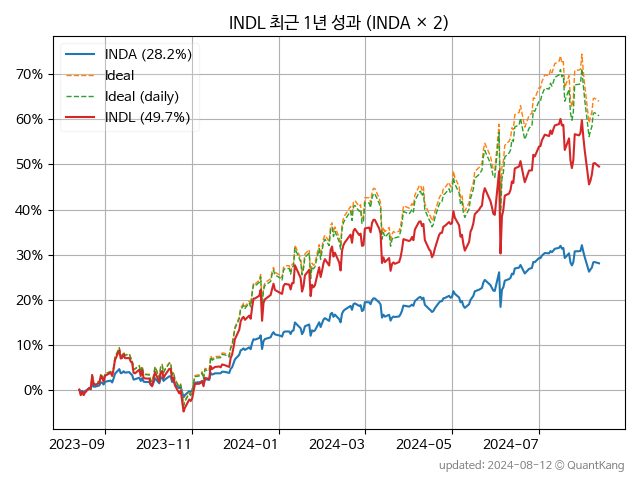 INDL 최근 1년 성과 (INDA × 2)
INDA (28.2%)
Ideal
Ideal (daily)
INDL (49.7%)
70%
60%
50%
40%
30%
20%
10%
0%
2023-09 2023-11 2024-01 2024-03 2024-05 2024-07
updated: 2024-08-12 © QuantKang